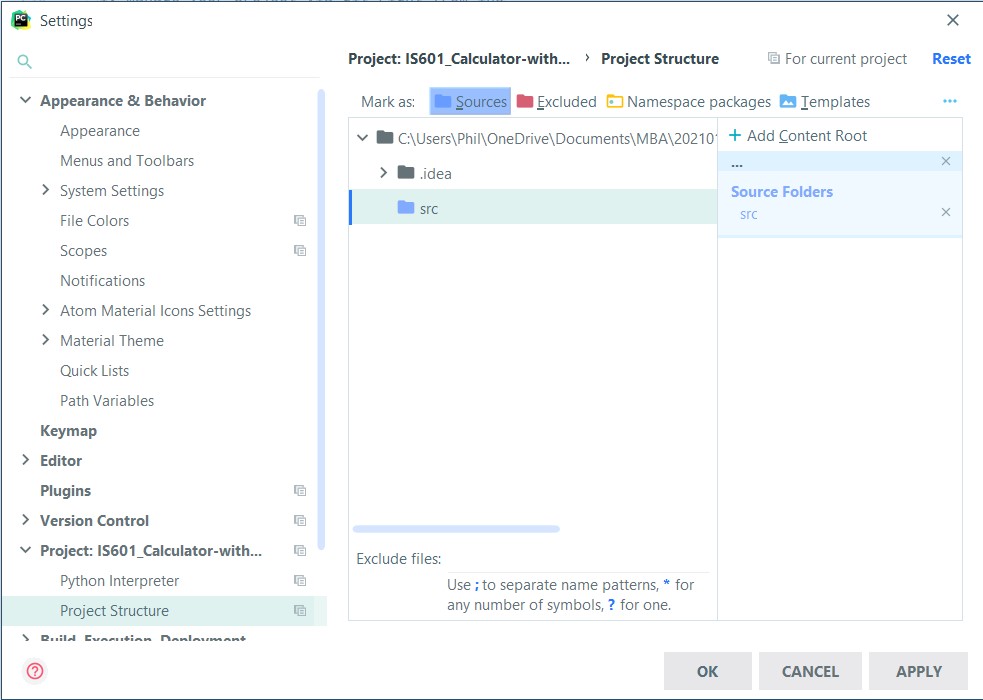 Settings
Project: IS601_Calculator-with... › Project Structure
For current project
Reset
Appearance & Behavior
Appearance
Menus and Toolbars
System Settings
File Colors
Scopes
Notifications
Atom Material Icons Settings
Material Theme
Quick Lists
Path Variables
Keymap
Editor
Plugins
Version Control
Project: IS601_Calculator-with...
Python Interpreter
Project Structure
Build, Execution, Deployment
Mark as: Sources Excluded Namespace packages Templates ...
C:\Users\Phil\OneDrive\Documents\MBA\20210
.idea
src
+ Add Content Root
...
Source Folders
src
Exclude files:
Use ; to separate name patterns, * for
any number of symbols, ? for one.
?
OK CANCEL APPLY